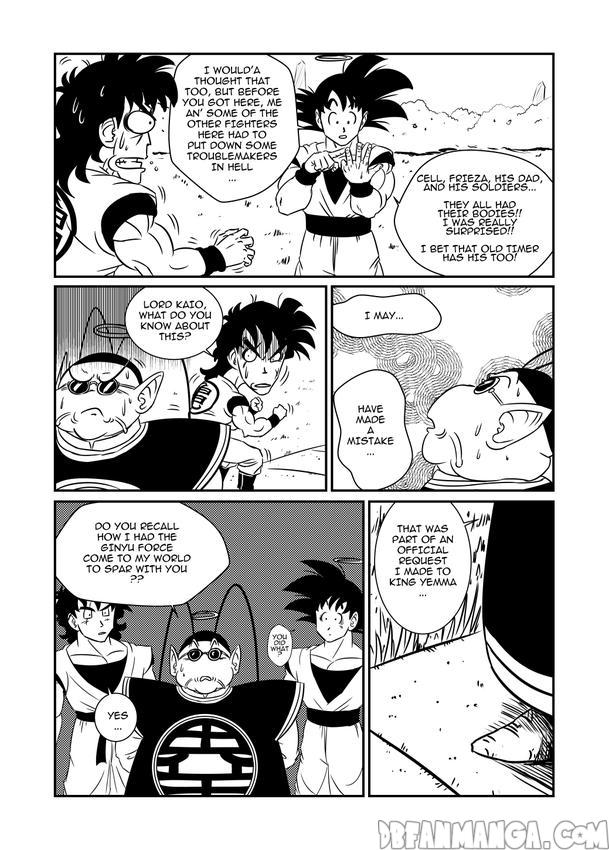 I WOULD'A
THOUGHT THAT
TOO, BUT BEFORE
YOU GOT HERE, ME
AN' SOME OF THE
OTHER FIGHTERS
HERE HAD TO
PUT DOWN SOME
TROUBLEMAKERS
IN HELL
...
CELL, FRIEZA, HIS DAD,
AND HIS SOLDIERS...
THEY ALL HAD
THEIR BODIES!!
I WAS REALLY
SURPRISED!!
I BET THAT OLD TIMER
HAS HIS TOO!
LORD KAIO,
WHAT DO YOU
KNOW ABOUT
THIS?
I MAY...
HAVE
MADE A
MISTAKE
...
DO YOU RECALL
HOW I HAD THE
GINYU FORCE
COME TO MY WORLD
TO SPAR WITH YOU
??
YOU
DID
WHAT?
YES
...
THAT WAS
PART OF AN
OFFICIAL
REQUEST
I MADE TO
KING YEMMA
...
DBFANMANGA.COM